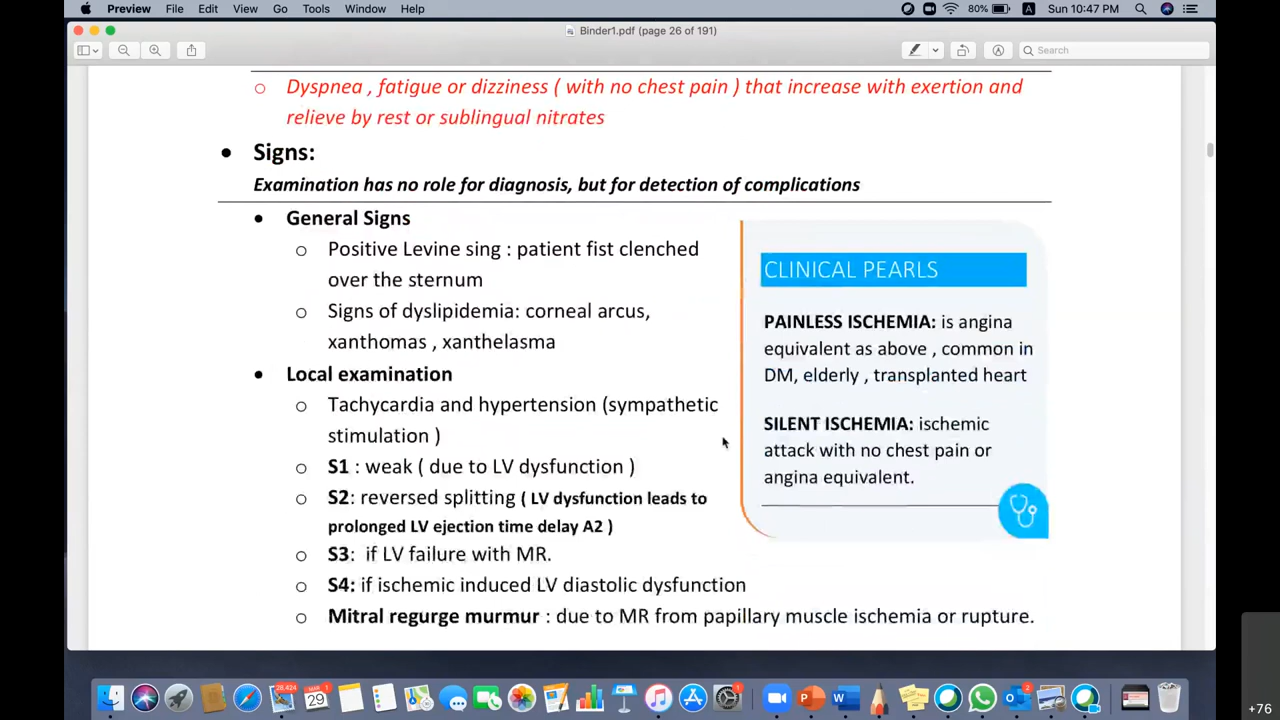 Preview File Edit View Go Tools Window Help
80% A Sun 10:47 PM
Binder1.pdf (page 26 of 191)
Search
Dyspnea , fatigue or dizziness ( with no chest pain ) that increase with exertion and
relieve by rest or sublingual nitrates
Signs:
Examination has no role for diagnosis, but for detection of complications
General Signs
Positive Levine sing : patient fist clenched
over the sternum
Signs of dyslipidemia: corneal arcus,
xanthomas , xanthelasma
Local examination
Tachycardia and hypertension (sympathetic
stimulation )
S1 : weak ( due to LV dysfunction )
S2: reversed splitting ( LV dysfunction leads to
prolonged LV ejection time delay A2 )
S3: if LV failure with MR.
S4: if ischemic induced LV diastolic dysfunction
Mitral regurge murmur : due to MR from papillary muscle ischemia or rupture.
CLINICAL PEARLS
PAINLESS ISCHEMIA: is angina
equivalent as above , common in
DM, elderly , transplanted heart
SILENT ISCHEMIA: ischemic
attack with no chest pain or
angina equivalent.
+76